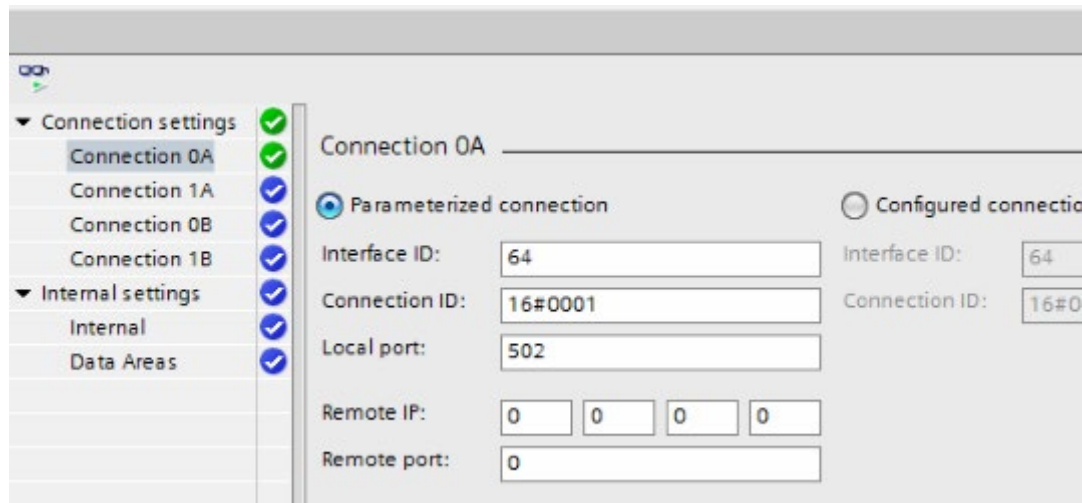 Connection settings
Connection 0A
Connection 1A
Connection 0B
Connection 1B
Internal settings
Internal
Data Areas
Connection 0A
Parameterized connection
Interface ID: 64
Connection ID: 16#0001
Local port: 502
Remote IP: 0 0 0 0
Remote port: 0
Configured connectio
Interface ID: 64
Connection ID: 16#0